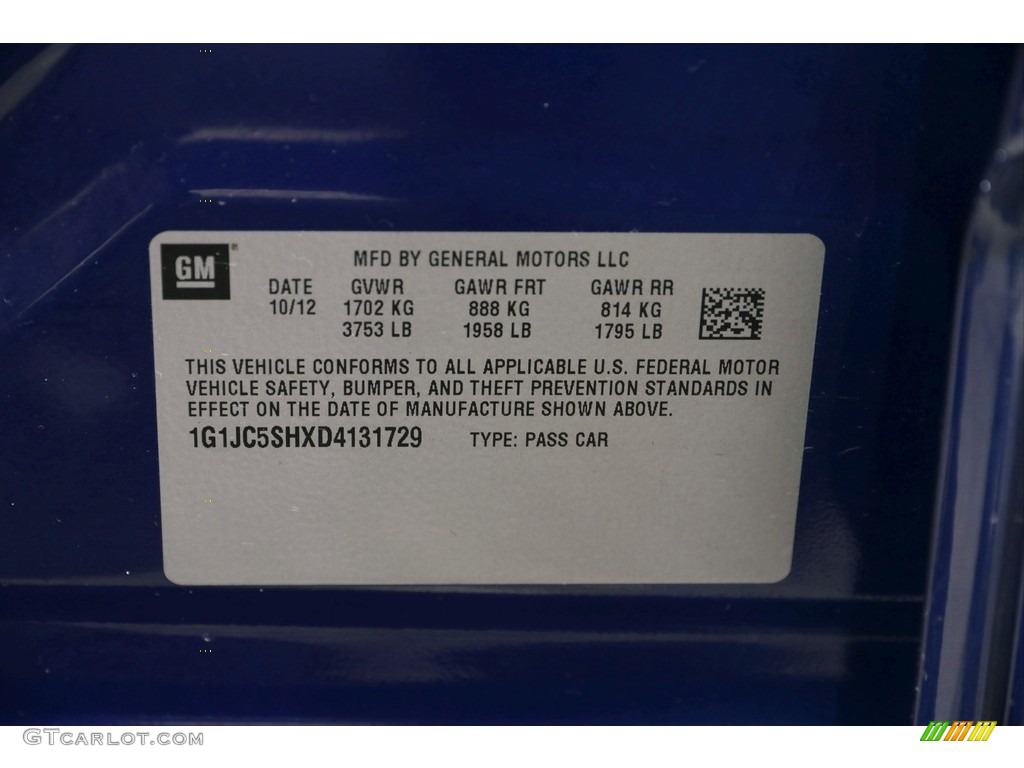 GM
MFD BY GENERAL MOTORS LLC
DATE GVWR GAWR FRT GAWR RR
10/12 1702 KG 888 KG 814 KG
3753 LB 1958 LB 1795 LB
THIS VEHICLE CONFORMS TO ALL APPLICABLE U.S. FEDERAL MOTOR
VEHICLE SAFETY, BUMPER, AND THEFT PREVENTION STANDARDS IN
EFFECT ON THE DATE OF MANUFACTURE SHOWN ABOVE.
1G1JC5SHXD4131729 TYPE: PASS CAR
GTcarlot.com